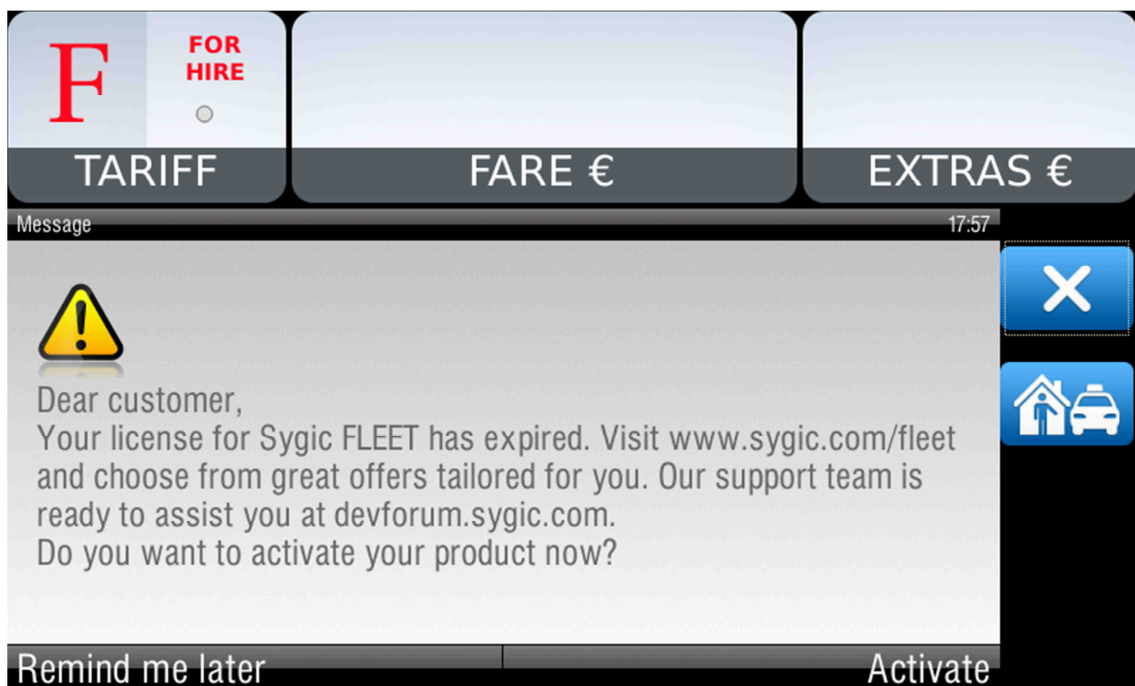 F
FOR
HIRE
TARIFF
FARE €
EXTRAS €
Message 17:57
Dear customer,
Your license for Sygic FLEET has expired. Visit www.sygic.com/fleet
and choose from great offers tailored for you. Our support team is
ready to assist you at devforum.sygic.com.
Do you want to activate your product now?
Remind me later Activate